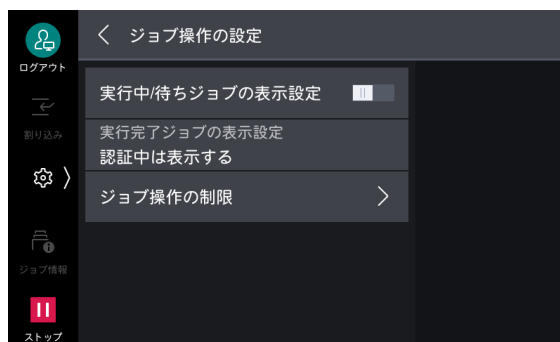 ジョブ操作の設定
ログアウト
割り込み
ジョブ情報
ストップ
実行中/待ちジョブの表示設定
実行完了ジョブの表示設定
認証中は表示する
ジョブ操作の制限